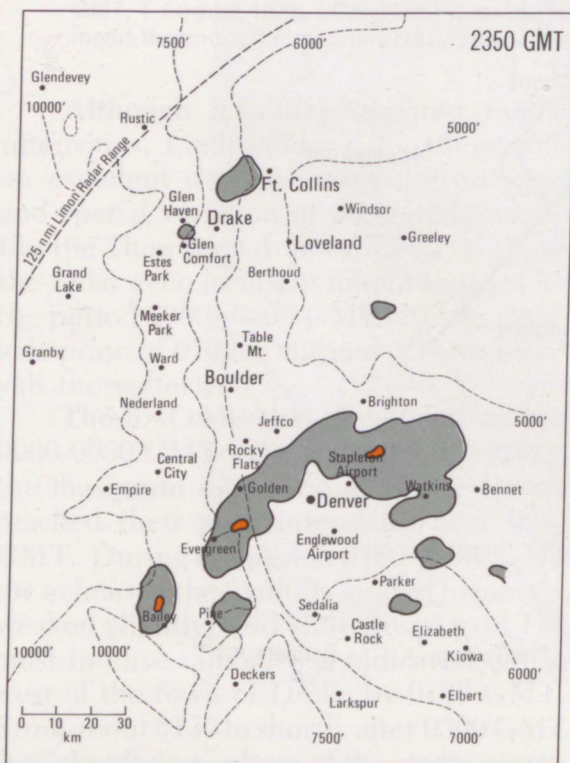 7500'
6000'
2350 GMT
Glendevey
10000'
Rustic
5000'
125 nmi Limon Radar Range
Ft. Collins
Glen
Haven
Windsor
Drake
Greeley
Glen
Comfort
Loveland
Estes
Park
Berthoud
Grand
Lake
Meeker
Park
Table
Mt.
Granby
Ward
Boulder
Nederland
Brighton
5000'
Jeffco
Rocky
Flats
Stapleton
Airport
Central
City
Empire
Golden
Watkins
Bennet
Denver
Evergreen
Englewood
Airport
Parker
Bailey
Pine
Sedalia
Castle
Rock
Elizabeth
Kiowa
10000'
10000'
6000'
Deckers
Larkspur
Elbert
0 10 20 30
km
7500'
7000'